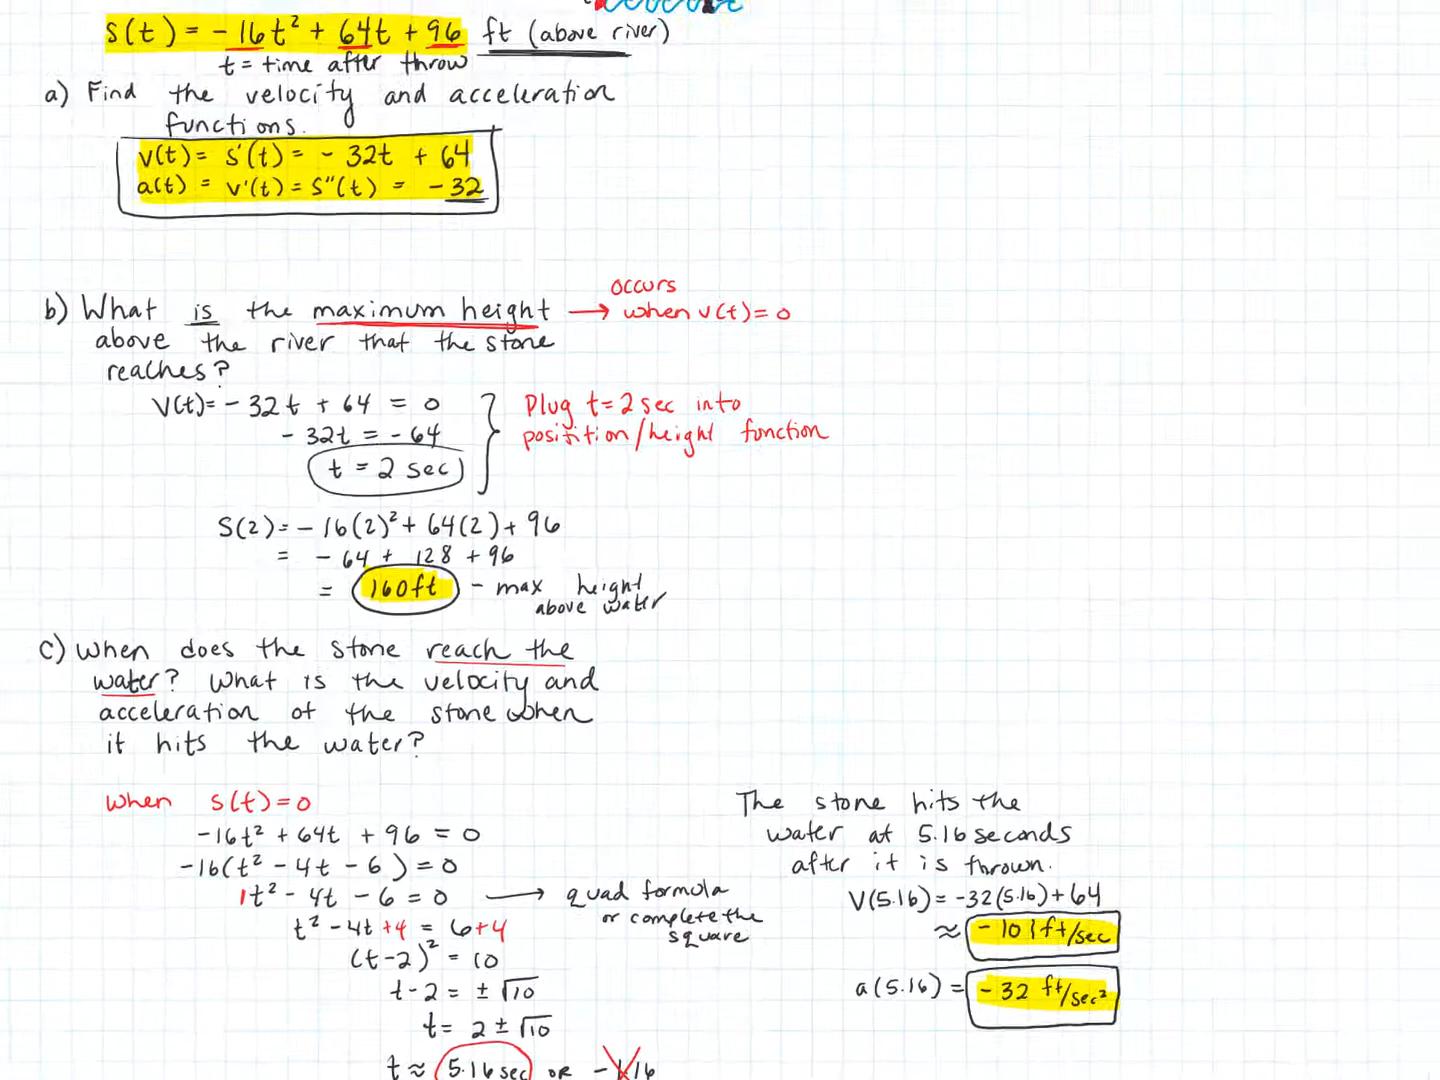 s(t) = -16t² + 64t + 96 ft (above river)
t = time after throw
a) Find the velocity and acceleration
functions.
v(t) = s'(t) = - 32t + 64
a(t) = v'(t) = s"(t) = -32
b) What is the maximum height → occurs
when v(t) = 0
above the river that the stone
reaches?
V(t) = - 32t + 64 = 0
- 32t = - 64
t = 2 sec
Plug t = 2 sec into
positition/height function
S(2) = - 16(2)² + 64(2) + 96
= - 64 + 128 + 96
= 160ft - max height
above water
c) When does the stone reach the
water? What is the velocity and
acceleration of the stone when
it hits the water?
when s(t) = 0
-16t² + 64t + 96 = 0
-16(t² - 4t - 6) = 0
1t² - 4t - 6 = 0 → quad formula
or complete the
square
t² - 4t + 4 = 6 + 4
(t - 2)² = 10
t - 2 = ± √10
t = 2 ± √10
t ≈ 5.16 sec or - 1.16
The stone hits the
water at 5.16 seconds
after it is thrown.
V(5.16) = -32(5.16) + 64
≈ - 101 ft/sec
a(5.16) = - 32 ft/sec²